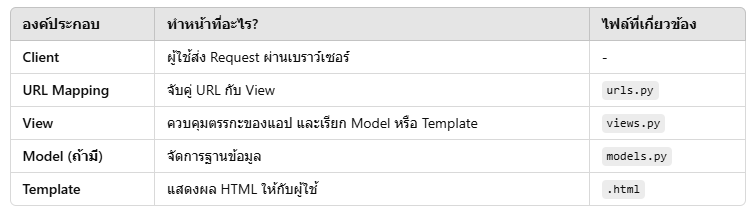 องค์ประกอบ ทำหน้าที่อะไร? ไฟล์ที่เกี่ยวข้อง
Client ผู้ใช้ส่ง Request ผ่านเบราว์เซอร์ -
URL Mapping จับคู่ URL กับ View urls.py
View ควบคุมตรรกะของแอป และเรียก Model หรือ Template views.py
Model (ถ้ามี) จัดการฐานข้อมูล models.py
Template แสดงผล HTML ให้กับผู้ใช้ .html